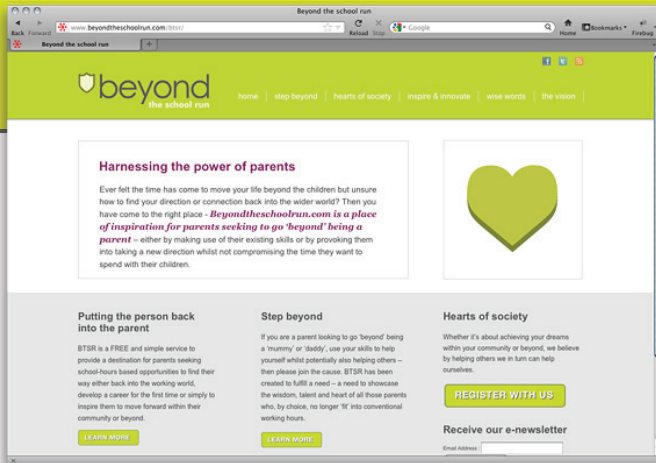 Beyond the school run
www.beyondtheschoolrun.com/btsr/
Google
Back Forward
Reload Stop
Home
Bookmarks
Firebug
Beyond the school run
beyond
the school run
home | step beyond | hearts of society | inspire & innovate | wise words | the vision
Harnessing the power of parents
Ever felt the time has come to move your life beyond the children but unsure
how to find your direction or connection back into the wider world? Then you
have come to the right place - Beyondtheschoolrun.com is a place
of inspiration for parents seeking to go 'beyond' being a
parent – either by making use of their existing skills or by provoking them
into taking a new direction whilst not compromising the time they want to
spend with their children.
Putting the person back
into the parent
BTSR is a FREE and simple service to
provide a destination for parents seeking
school-hours based opportunities to find their
way either back into the working world,
develop a career for the first time or simply to
inspire them to move forward within their
community or beyond.
LEARN MORE
Step beyond
If you are a parent looking to go 'beyond' being
a 'mummy' or 'daddy', use your skills to help
yourself whilst potentially also helping others –
then please join the cause. BTSR has been
created to fulfill a need – a need to showcase
the wisdom, talent and heart of all those parents
who, by choice, no longer 'fit' into conventional
working hours.
LEARN MORE
Hearts of society
Whether it's about achieving your dreams
within your community or beyond, we believe
by helping others we in turn can help
ourselves.
REGISTER WITH US
Receive our e-newsletter
Email Address